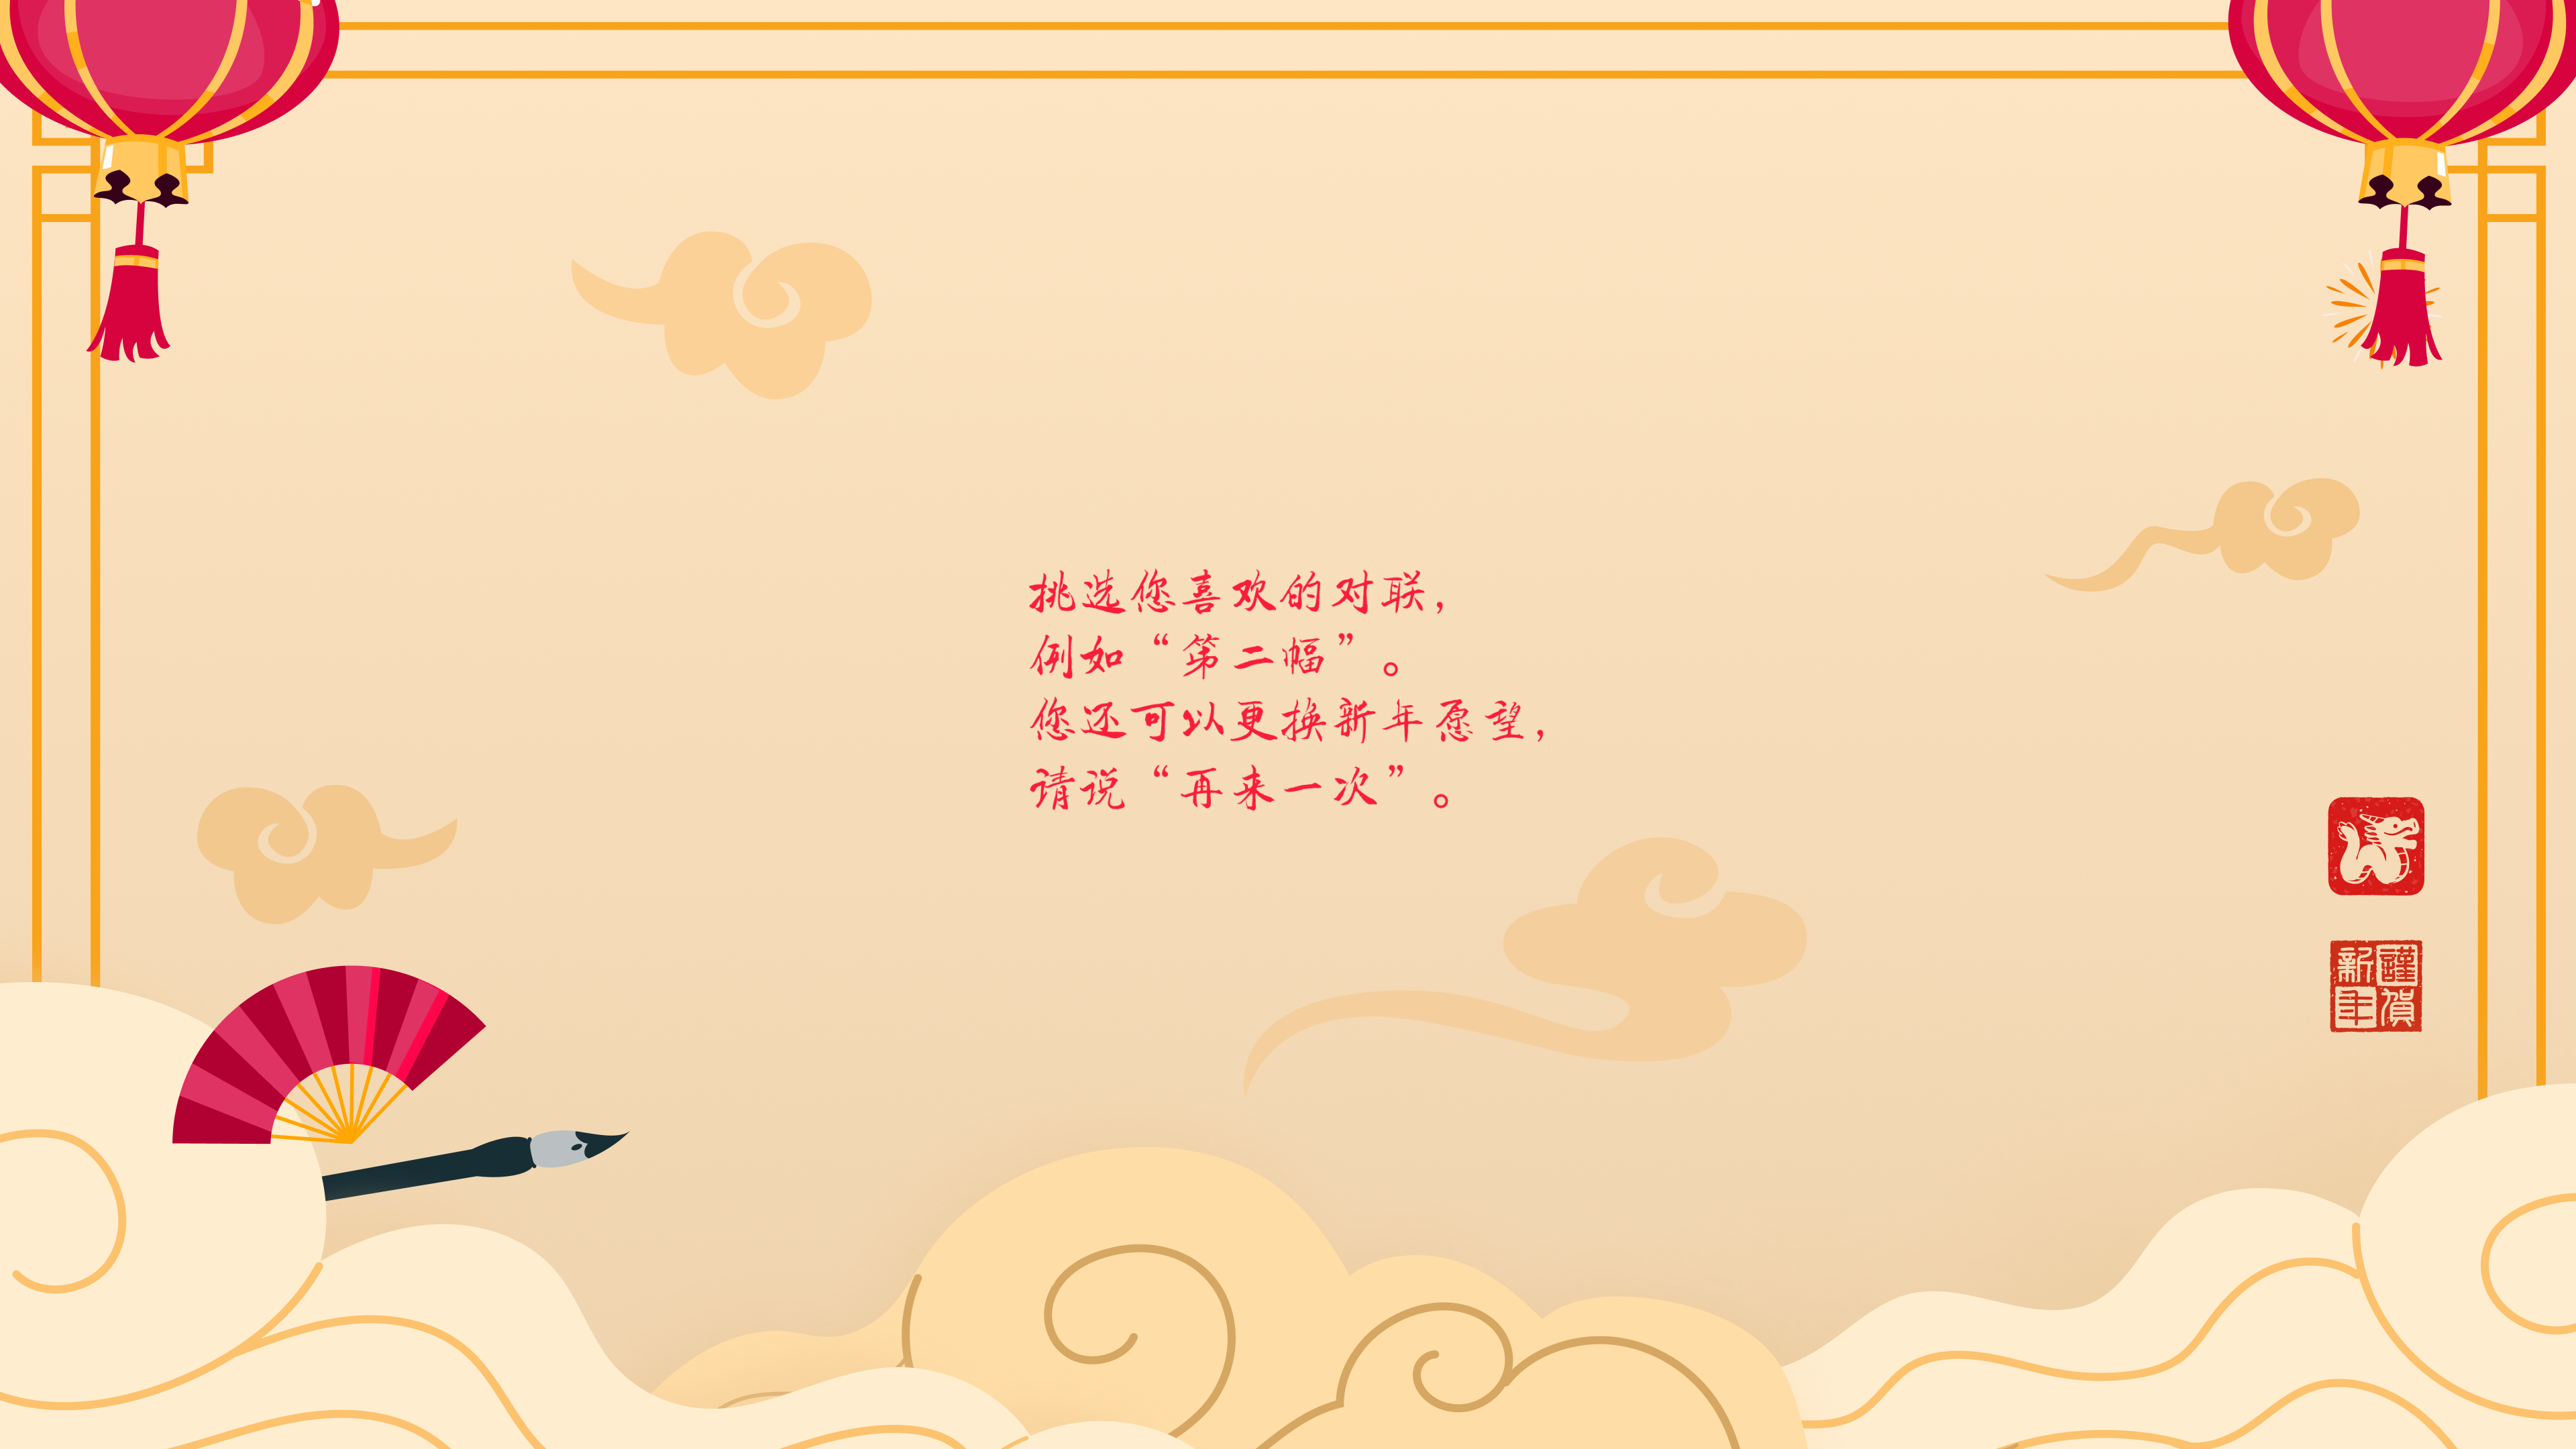 挑选您喜欢的对联，
例如“第二幅”。
您还可以更换新年愿望，
请说“再来一次”。
謹賀
新年